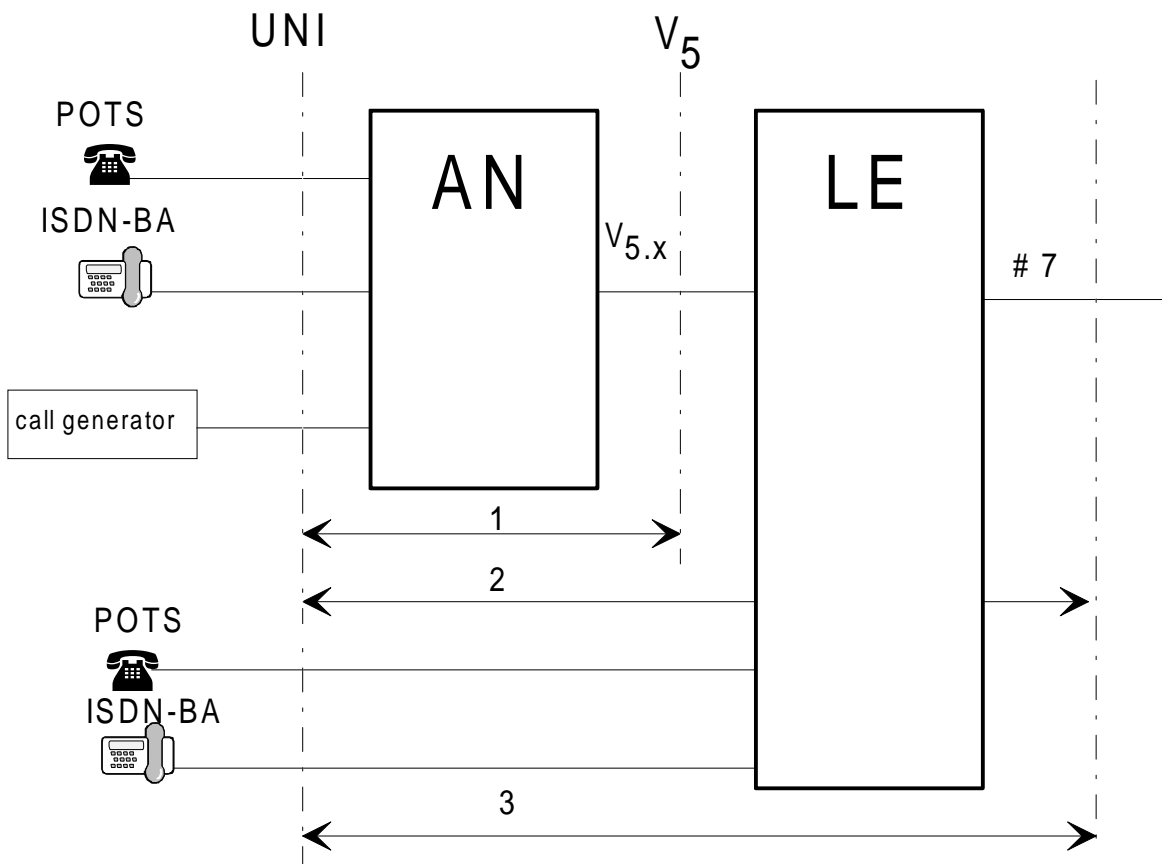 UNI
V5
POTS
AN
LE
ISDN-BA
V5.x
# 7
call generator
1
2
POTS
ISDN-BA
3